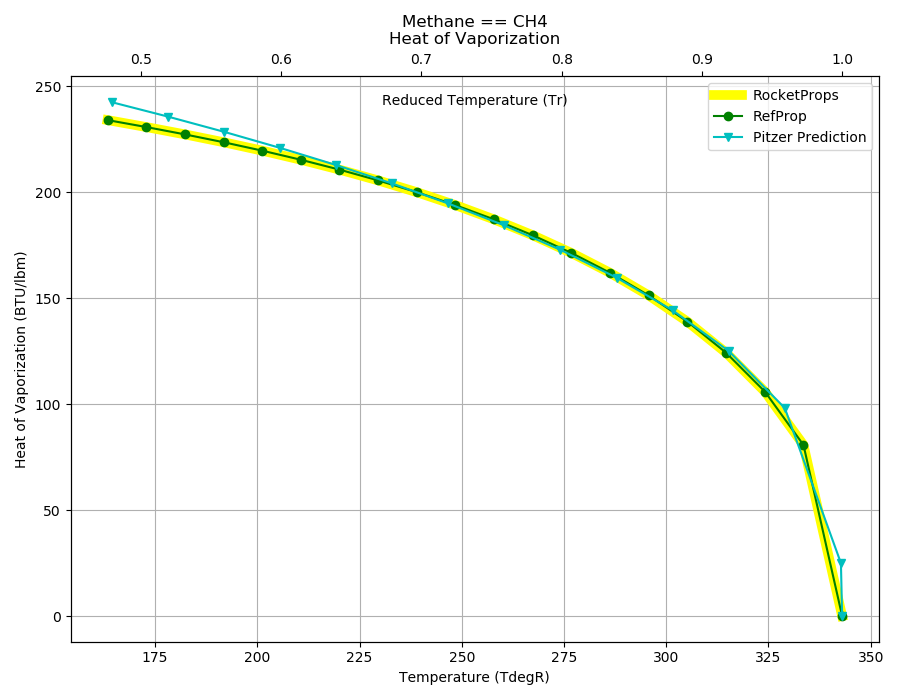 Methane == CH4
Heat of Vaporization
0.5 0.6 0.7 0.8 0.9 1.0
Reduced Temperature (Tr)
RocketProps
RefProp
Pitzer Prediction
250
200
150
100
50
0
Heat of Vaporization (BTU/lbm)
175 200 225 250 275 300 325 350
Temperature (TdegR)